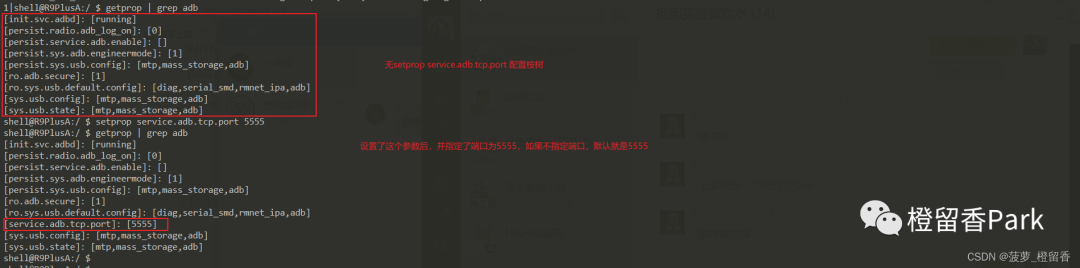 1|shell@R9PlusA:/ $ getprop | grep adb
[init.svc.adbd]: [running]
[persist.radio.adb_log_on]: [0]
[persist.service.adb.enable]: []
[persist.sys.adb.engineermode]: [1]
[persist.sys.usb.config]: [mtp,mass_storage,adb]
无setprop service.adb.tcp.port 配置桉树
[ro.adb.secure]: [1]
[ro.sys.usb.default.config]: [diag,serial_smd,rmnet_ipa,adb]
[sys.usb.config]: [mtp,mass_storage,adb]
[sys.usb.state]: [mtp,mass_storage,adb]
shell@R9PlusA:/ $ setprop service.adb.tcp.port 5555
shell@R9PlusA:/ $ getprop | grep adb
[init.svc.adbd]: [running]
设置了这个参数后，并指定了端口为5555，如果不指定端口，默认就是5555
[persist.radio.adb_log_on]: [0]
[persist.service.adb.enable]: []
[persist.sys.adb.engineermode]: [1]
[persist.sys.usb.config]: [mtp,mass_storage,adb]
[ro.adb.secure]: [1]
[ro.sys.usb.default.config]: [diag,serial_smd,rmnet_ipa,adb]
[service.adb.tcp.port]: [5555]
橙留香Park
[sys.usb.config]: [mtp,mass_storage,adb]
[sys.usb.state]: [mtp,mass_storage,adb]
shell@R9PlusA:/ $
CSDN @菠萝_橙留香